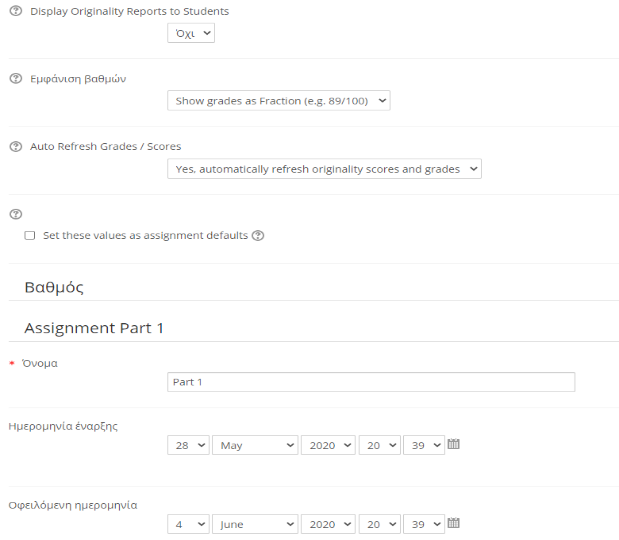 Display Originality Reports to Students
Όχι
Εμφάνιση βαθμών
Show grades as Fraction (e.g. 89/100)
Auto Refresh Grades / Scores
Yes, automatically refresh originality scores and grades
Set these values as assignment defaults
Βαθμός
Assignment Part 1
* Όνομα
Part 1
Ημερομηνία έναρξης
28 May 2020 20 39
Οφειλόμενη ημερομηνία
4 June 2020 20 39